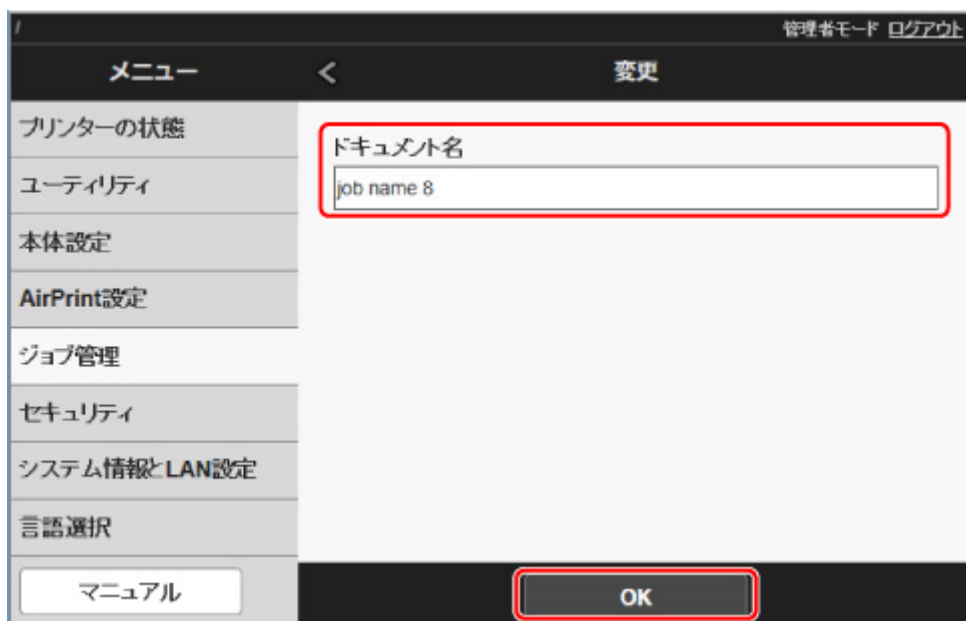 /
管理者モード ログアウト
メニュー
< 変更
プリンターの状態
ユーティリティ
本体設定
AirPrint設定
ジョブ管理
セキュリティ
システム情報とLAN設定
言語選択
マニュアル
ドキュメント名
job name 8
OK